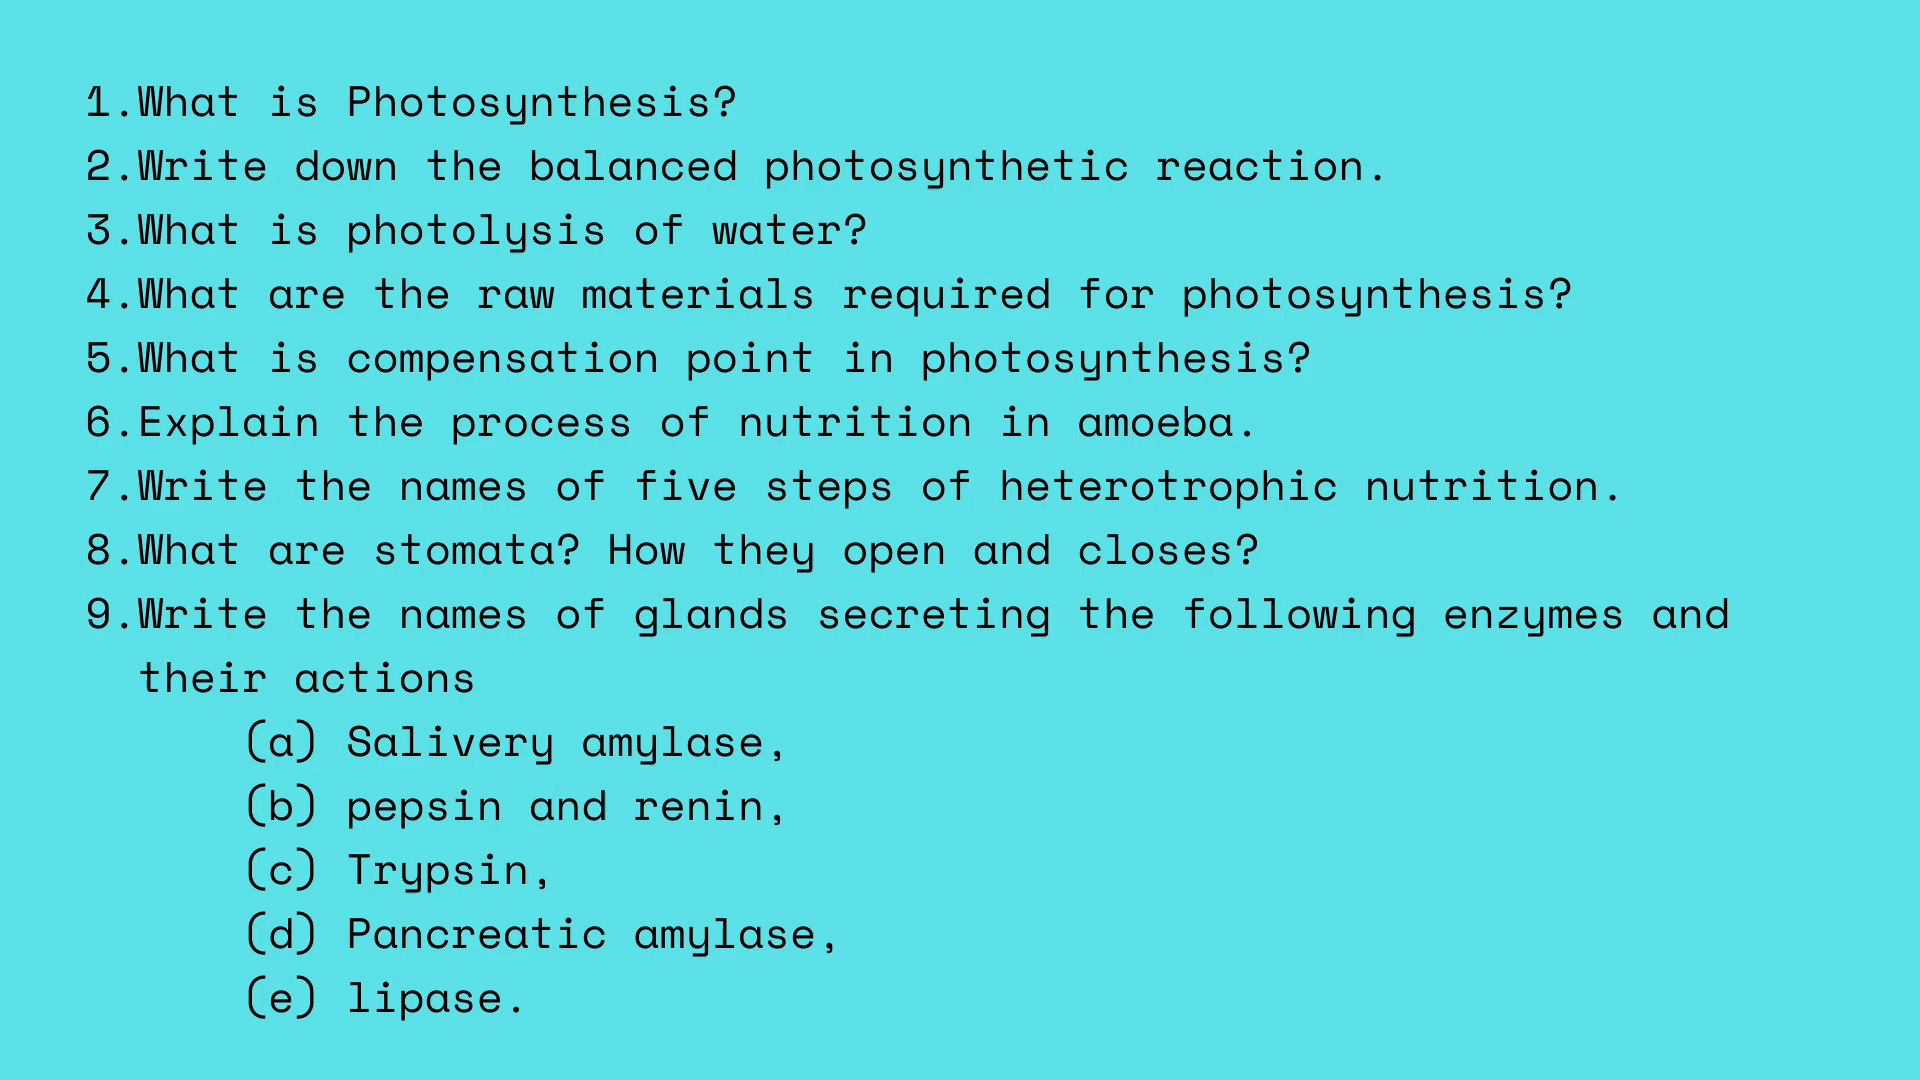 1.What is Photosynthesis?
2.Write down the balanced photosynthetic reaction.
3.What is photolysis of water?
4.What are the raw materials required for photosynthesis?
5.What is compensation point in photosynthesis?
6.Explain the process of nutrition in amoeba.
7.Write the names of five steps of heterotrophic nutrition.
8.What are stomata? How they open and closes?
9.Write the names of glands secreting the following enzymes and
their actions
(a) Salivery amylase,
(b) pepsin and renin,
(c) Trypsin,
(d) Pancreatic amylase,
(e) lipase.